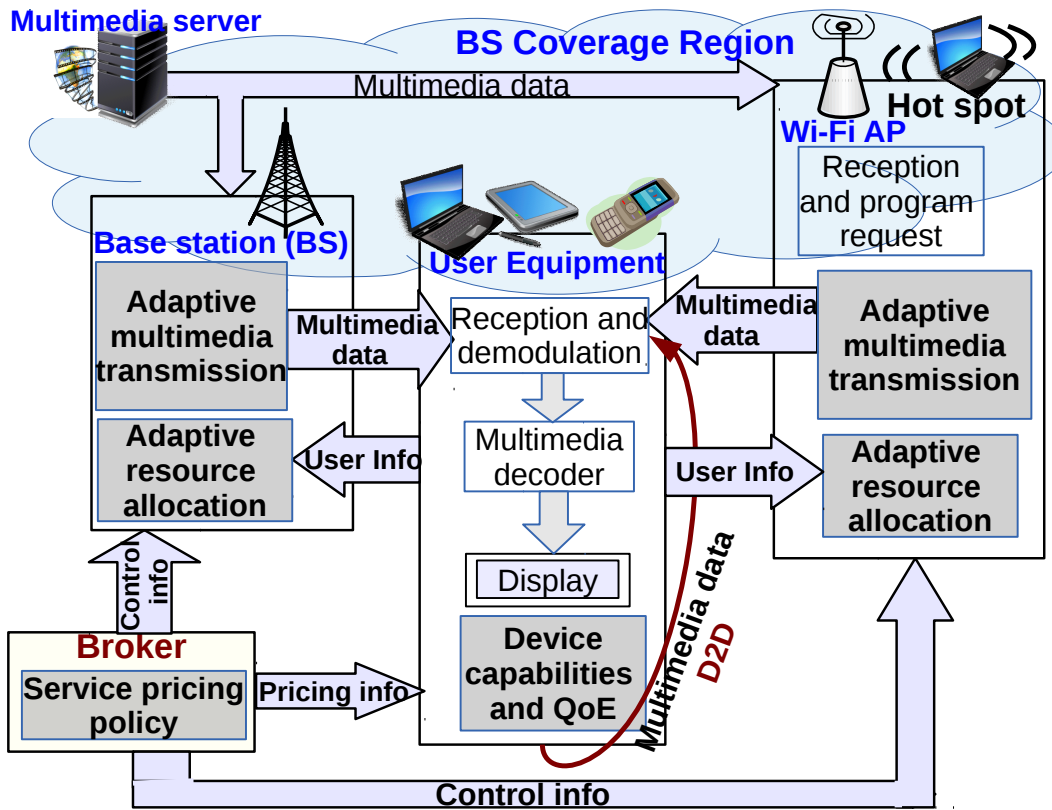 Multimedia server
BS Coverage Region
Multimedia data
Hot spot
Wi-Fi AP
Reception
and program
request
Base station (BS)
User Equipment
Adaptive
multimedia
transmission
Multimedia
data
Reception and
demodulation
Multimedia
data
Adaptive
multimedia
transmission
Adaptive
resource
allocation
User Info
Multimedia
decoder
User Info
Adaptive
resource
allocation
Display
Control
info
Multimedia data
D2D
Broker
Service pricing
policy
Pricing info
Device
capabilities
and QoE
Control info